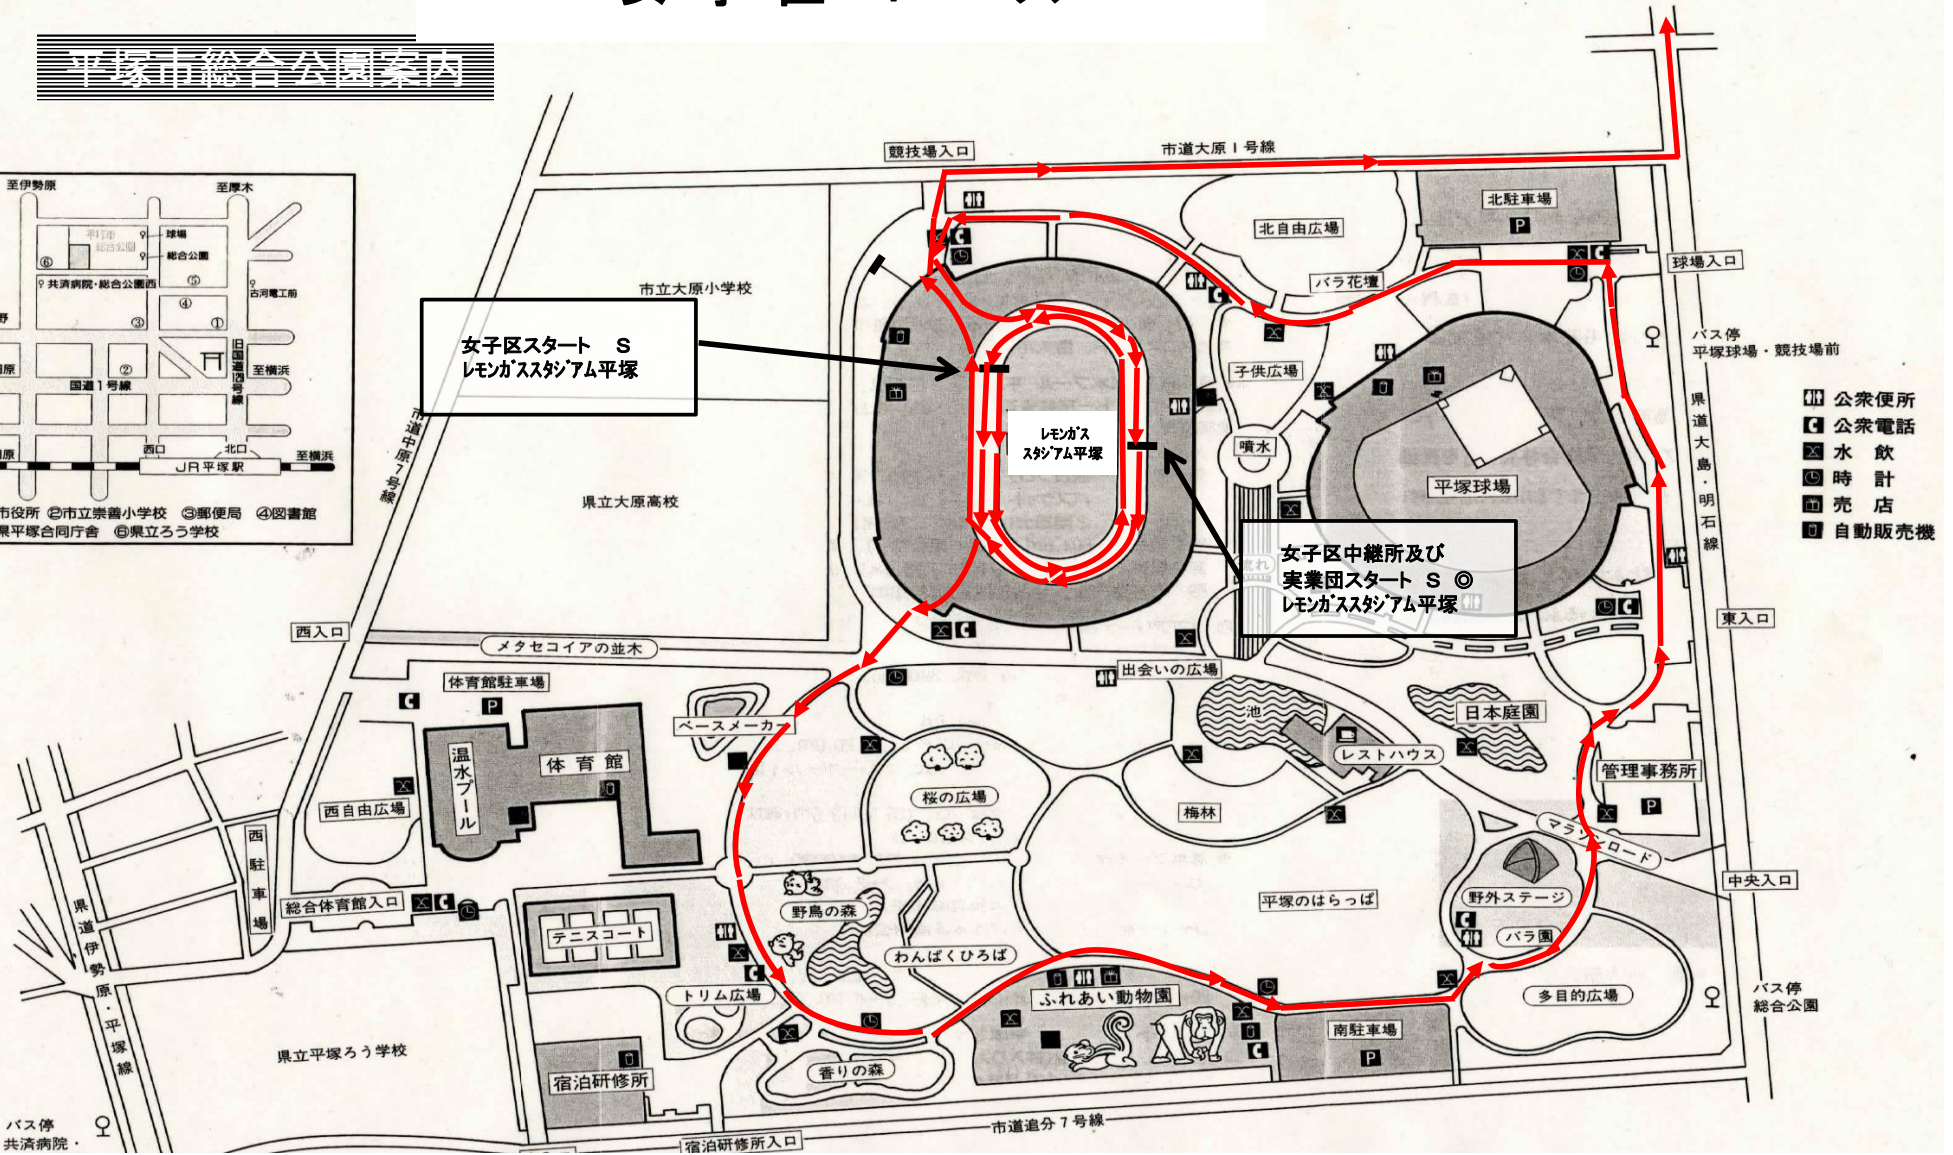 平塚市総合公園案内
至伊勢原
至厚木
平塚市
総合公園
球場
総合公園
⑥
⑤
共済病院・総合公園西
古河電工前
④
③
①
旧国道129号線
②
国道1号線
至横浜
西口
北口
JR平塚駅
至横浜
市役所 ②市立崇善小学校 ③郵便局 ④図書館
県平塚合同庁舎 ⑥県立ろう学校
競技場入口
市道大原1号線
北駐車場
P
北自由広場
球場入口
バラ花壇
市立大原小学校
バス停
平塚球場・競技場前
女子区スタート S
レモンガススタジアム平塚
子供広場
レモンガス
スタジアム平塚
噴水
平塚球場
県道大島・明石線
公衆便所
公衆電話
水飲
時計
売店
自動販売機
市道中原7号線
県立大原高校
女子区中継所及び
実業団スタート S ◎
レモンガススタジアム平塚
流れ
西入口
メタセコイアの並木
東入口
出会いの広場
体育館駐車場
P
ペースメーカー
池
日本庭園
レストハウス
温水プール
体育館
管理事務所
P
西自由広場
桜の広場
梅林
マラソンロード
西駐車場
中央入口
総合体育館入口
野鳥の森
平塚のはらっぱ
野外ステージ
テニスコート
バラ園
県道伊勢原・平塚線
わんぱくひろば
トリム広場
ふれあい動物園
多目的広場
バス停
総合公園
南駐車場
P
県立平塚ろう学校
香りの森
宿泊研修所
市道追分7号線
バス停
共済病院・
宿泊研修所入口